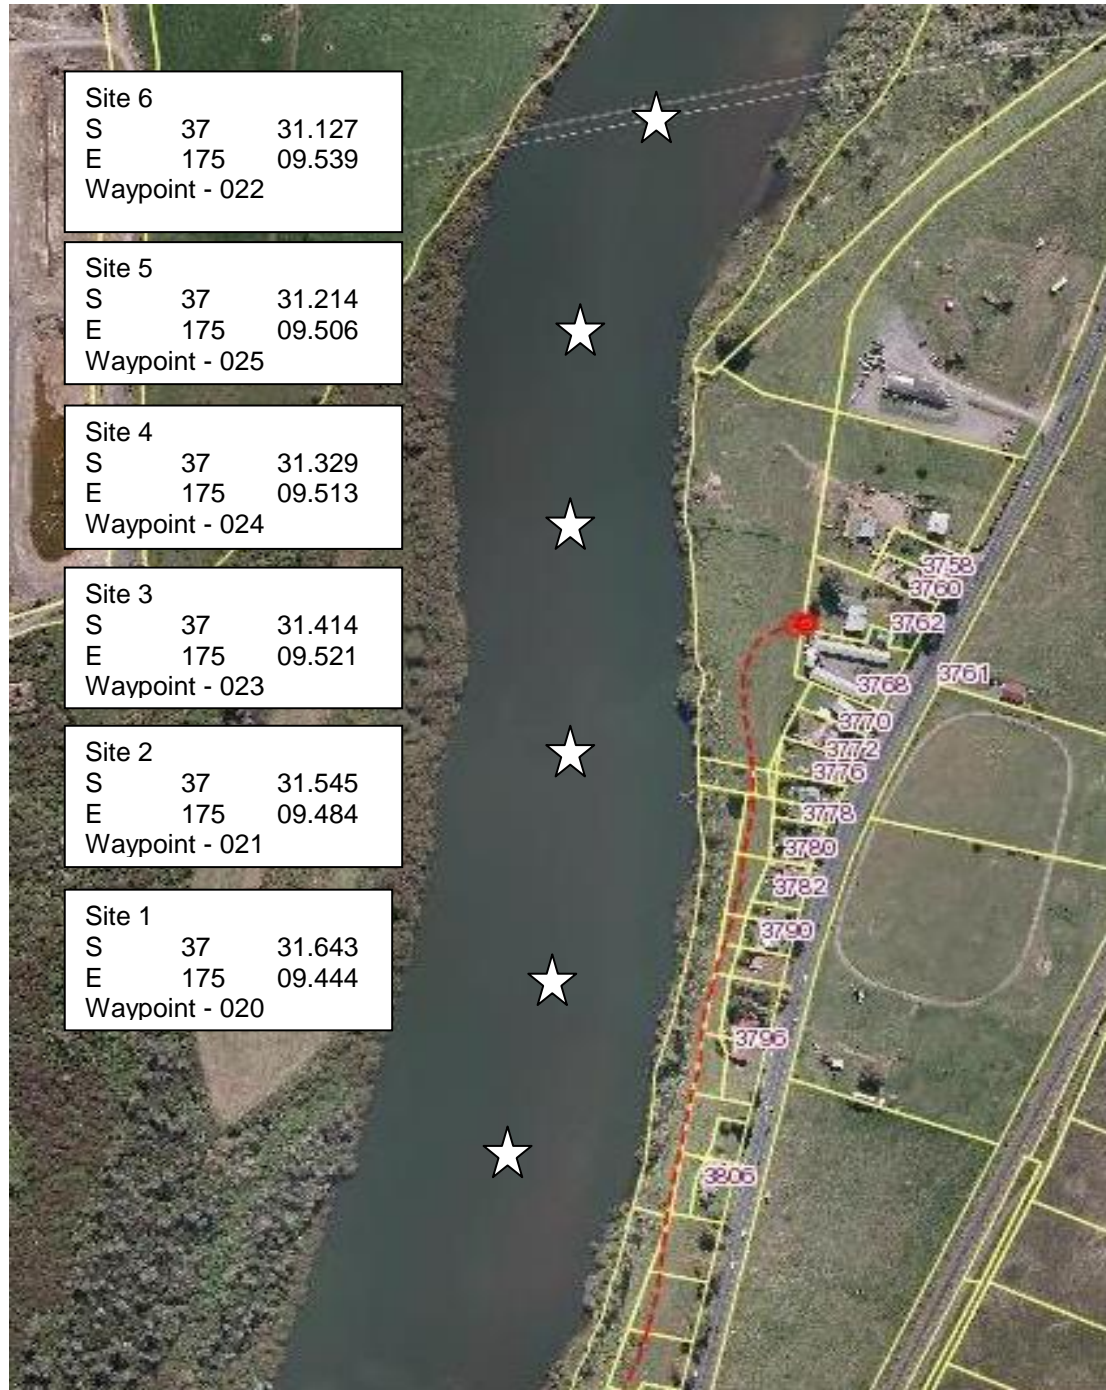 Site 6
S 37 31.127
E 175 09.539
Waypoint - 022
Site 5
S 37 31.214
E 175 09.506
Waypoint - 025
Site 4
S 37 31.329
E 175 09.513
Waypoint - 024
Site 3
S 37 31.414
E 175 09.521
Waypoint - 023
Site 2
S 37 31.545
E 175 09.484
Waypoint - 021
Site 1
S 37 31.643
E 175 09.444
Waypoint - 020
3758
3760
3762
3761
3768
3770
3772
3776
3778
3780
3782
3790
3796
3806